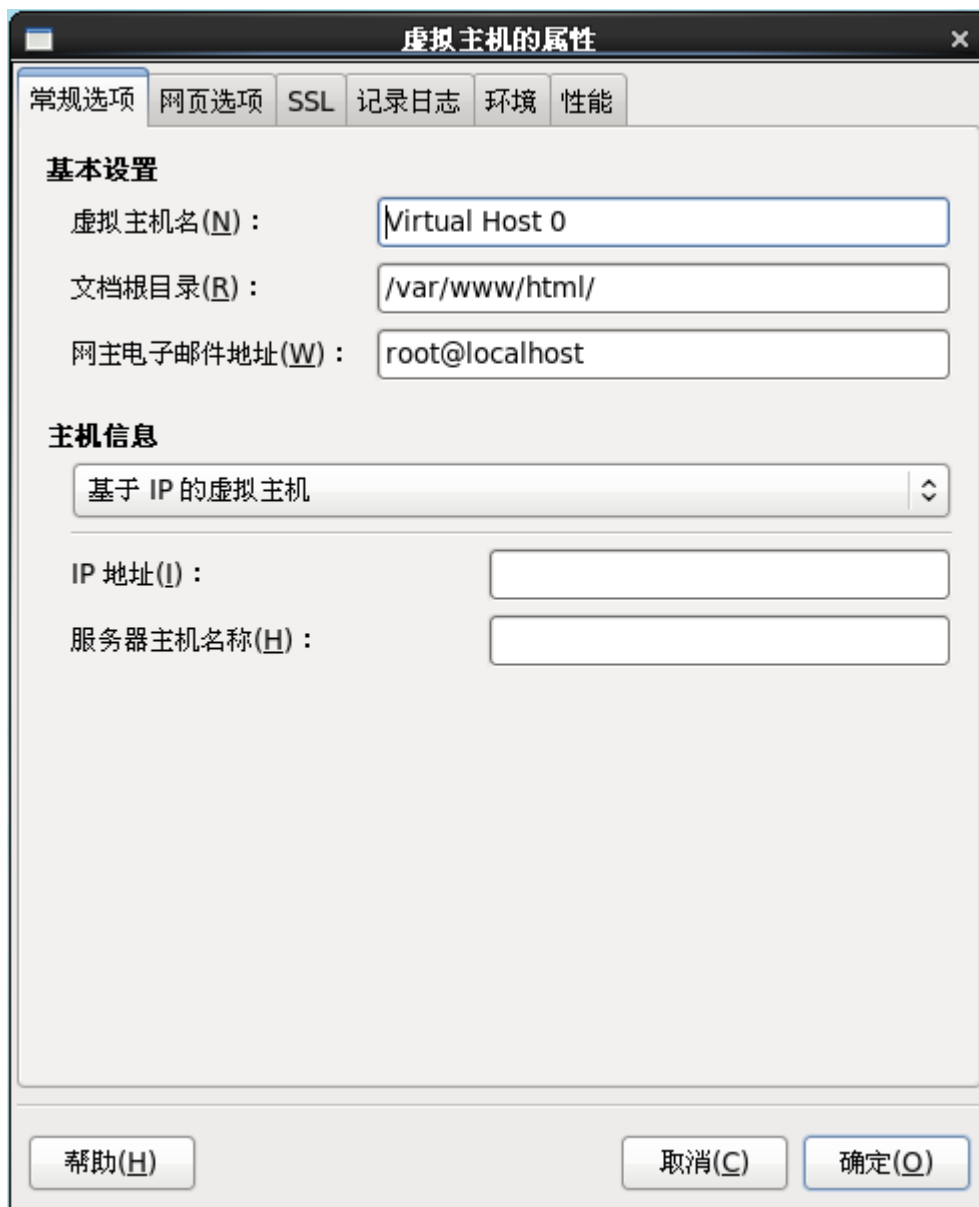 虚拟主机的属性
常规选项 网页选项 SSL 记录日志 环境 性能
基本设置
虚拟主机名(N)： Virtual Host 0
文档根目录(R)： /var/www/html/
网主电子邮件地址(W)： root@localhost
主机信息
基于 IP 的虚拟主机
IP 地址(I)：
服务器主机名称(H)：
帮助(H) 取消(C) 确定(O)